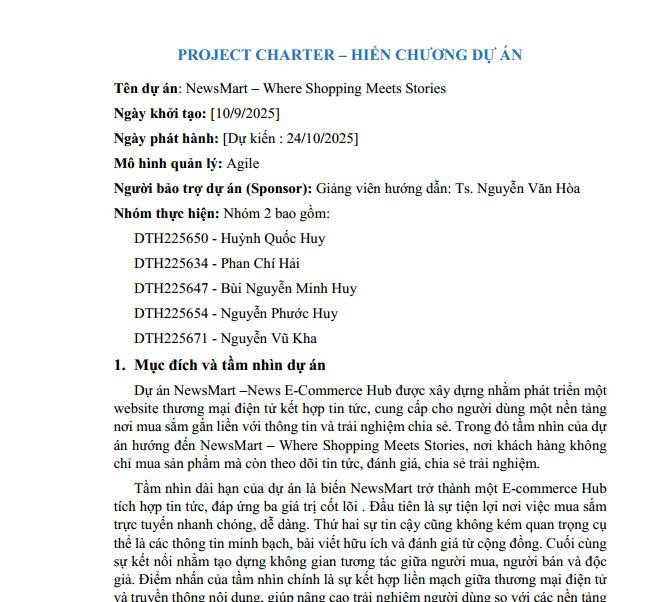 PROJECT CHARTER – HIẾN CHƯƠNG DỰ ÁN
Tên dự án: NewsMart – Where Shopping Meets Stories
Ngày khởi tạo: [10/9/2025]
Ngày phát hành: [Dự kiến : 24/10/2025]
Mô hình quản lý: Agile
Người bảo trợ dự án (Sponsor): Giảng viên hướng dẫn: Ts. Nguyễn Văn Hòa
Nhóm thực hiện: Nhóm 2 bao gồm:
DTH225650 - Huỳnh Quốc Huy
DTH225634 - Phan Chí Hải
DTH225647 - Bùi Nguyễn Minh Huy
DTH225654 - Nguyễn Phước Huy
DTH225671 - Nguyễn Vũ Kha
1. Mục đích và tầm nhìn dự án
Dự án NewsMart –News E-Commerce Hub được xây dựng nhằm phát triển một
website thương mại điện tử kết hợp tin tức, cung cấp cho người dùng một nền tảng
nơi mua sắm gắn liền với thông tin và trải nghiệm chia sẻ. Trong đó tầm nhìn của dự
án hướng đến NewsMart – Where Shopping Meets Stories, nơi khách hàng không
chỉ mua sản phẩm mà còn theo dõi tin tức, đánh giá, chia sẻ trải nghiệm.
Tầm nhìn dài hạn của dự án là biến NewsMart trở thành một E-commerce Hub
tích hợp tin tức, đáp ứng ba giá trị cốt lõi . Đầu tiên là sự tiện lợi nơi việc mua sắm
trực tuyến nhanh chóng, dễ dàng. Thứ hai sự tin cậy cũng không kém quan trọng cụ
thể là các thông tin minh bạch, bài viết hữu ích và đánh giá từ cộng đồng. Cuối cùng
sự kết nối nhằm tạo dựng không gian tương tác giữa người mua, người bán và độc
giả. Điểm nhấn của tầm nhìn chính là sự kết hợp liền mạch giữa thương mại điện tử
và truyền thông nội dung, giúp nâng cao trải nghiệm người dùng so với các nền tảng